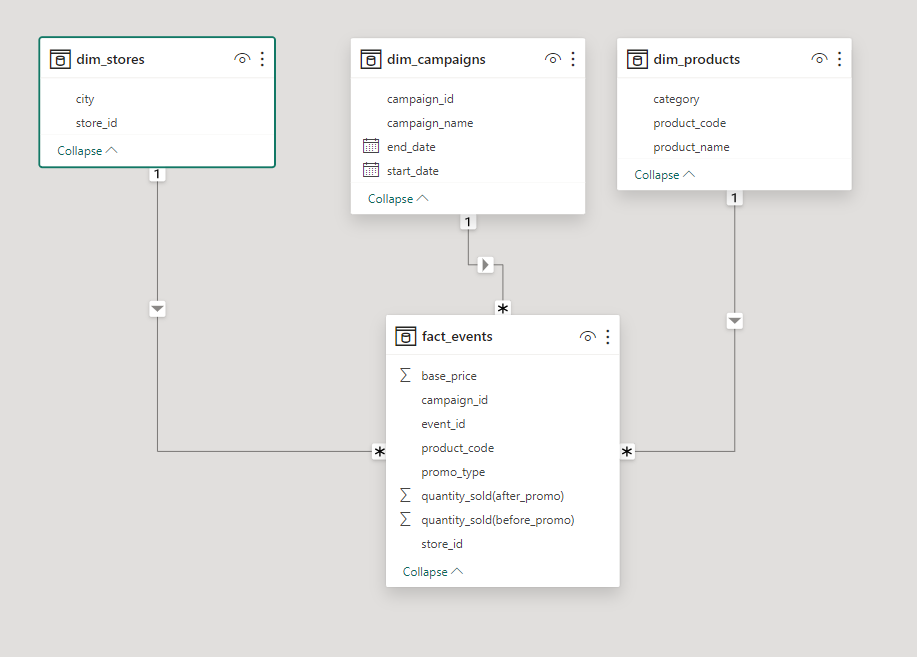 dim_stores
city
store_id
Collapse
1
dim_campaigns
campaign_id
campaign_name
end_date
start_date
Collapse
1
dim_products
category
product_code
product_name
Collapse
1
*
fact_events
∑ base_price
campaign_id
event_id
product_code
promo_type
∑ quantity_sold(after_promo)
∑ quantity_sold(before_promo)
store_id
Collapse
*
*